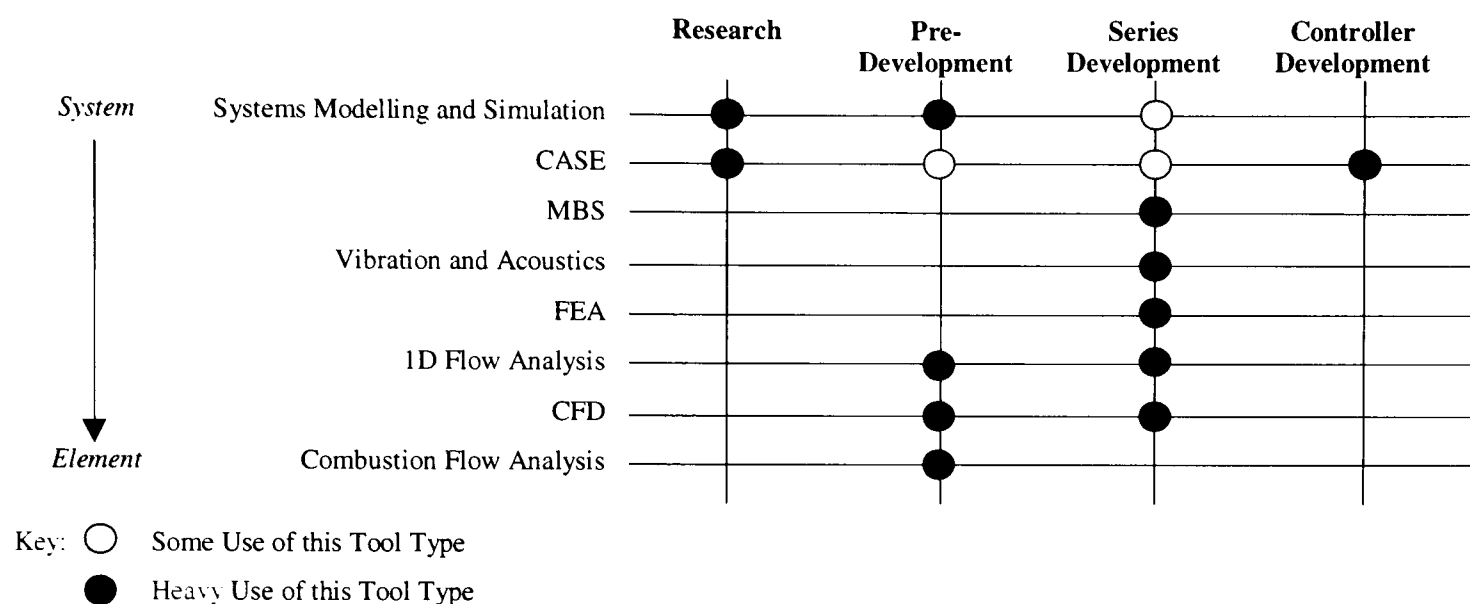 Research
Pre-
Development
Series
Development
Controller
Development
System
Systems Modelling and Simulation
CASE
MBS
Vibration and Acoustics
FEA
1D Flow Analysis
CFD
Element
Combustion Flow Analysis
Key:
Some Use of this Tool Type
Heavy Use of this Tool Type